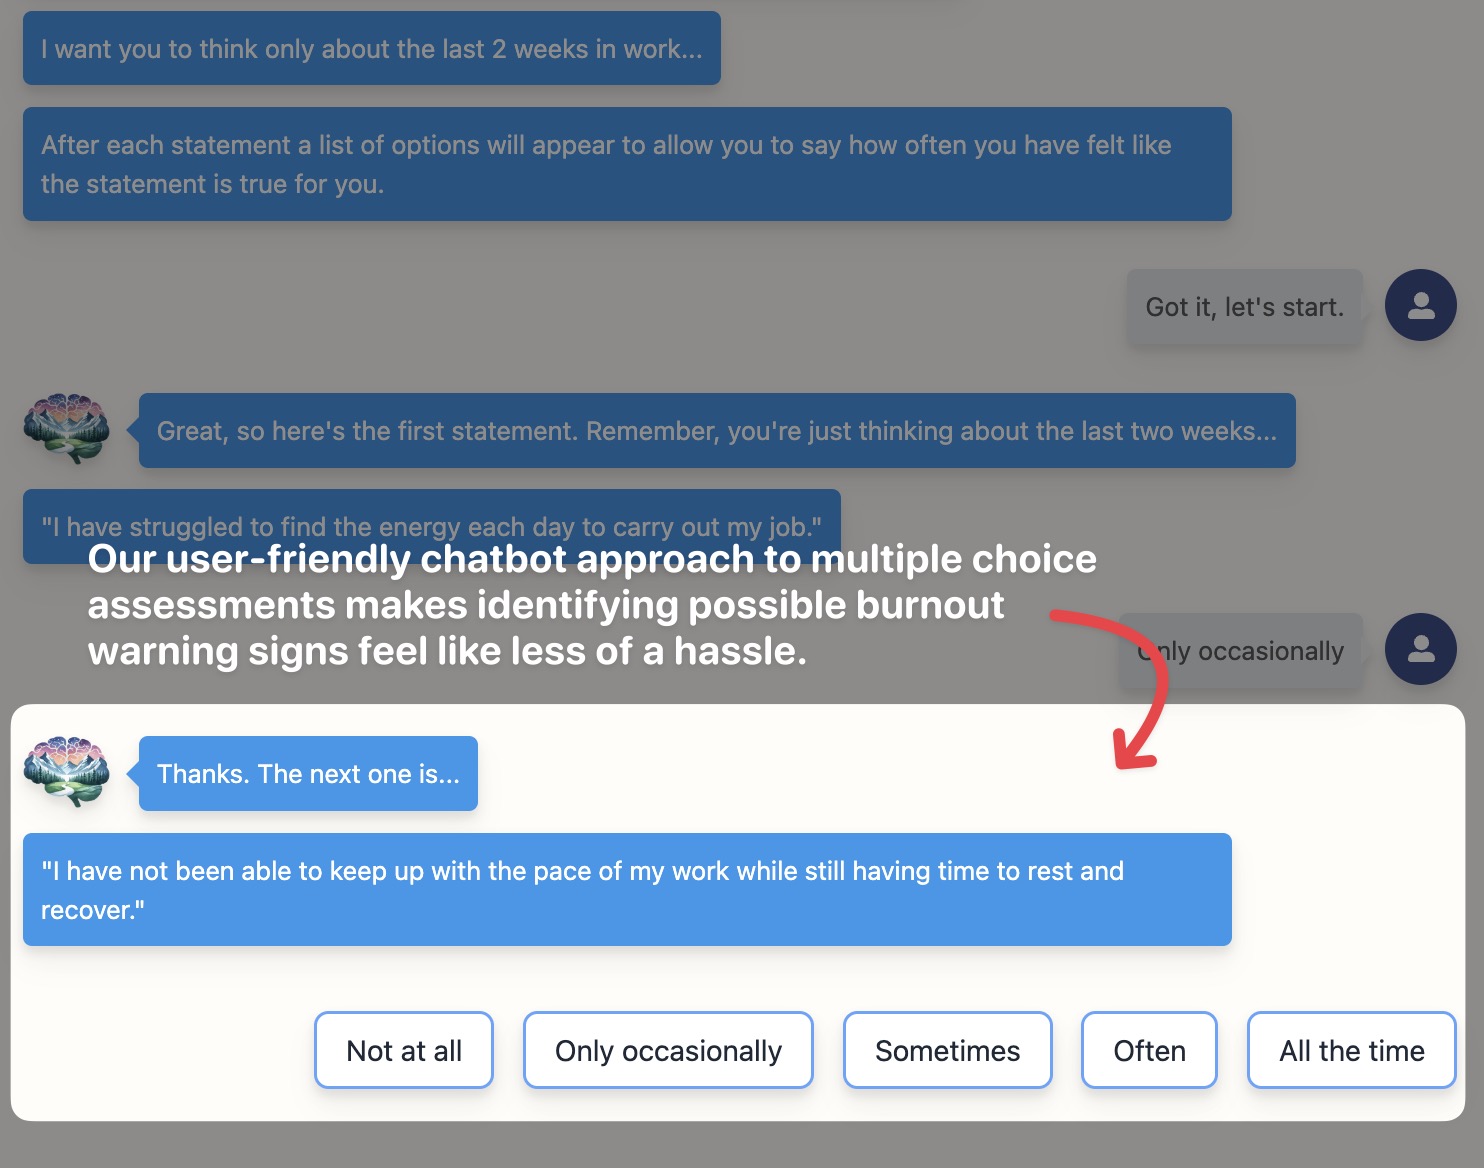 I want you to think only about the last 2 weeks in work...
After each statement a list of options will appear to allow you to say how often you have felt like
the statement is true for you.
Got it, let's start.
Great, so here's the first statement. Remember, you're just thinking about the last two weeks...
"I have struggled to find the energy each day to carry out my job."
Our user-friendly chatbot approach to multiple choice
assessments makes identifying possible burnout
warning signs feel like less of a hassle.
Only occasionally
Thanks. The next one is...
"I have not been able to keep up with the pace of my work while still having time to rest and
recover."
Not at all
Only occasionally
Sometimes
Often
All the time